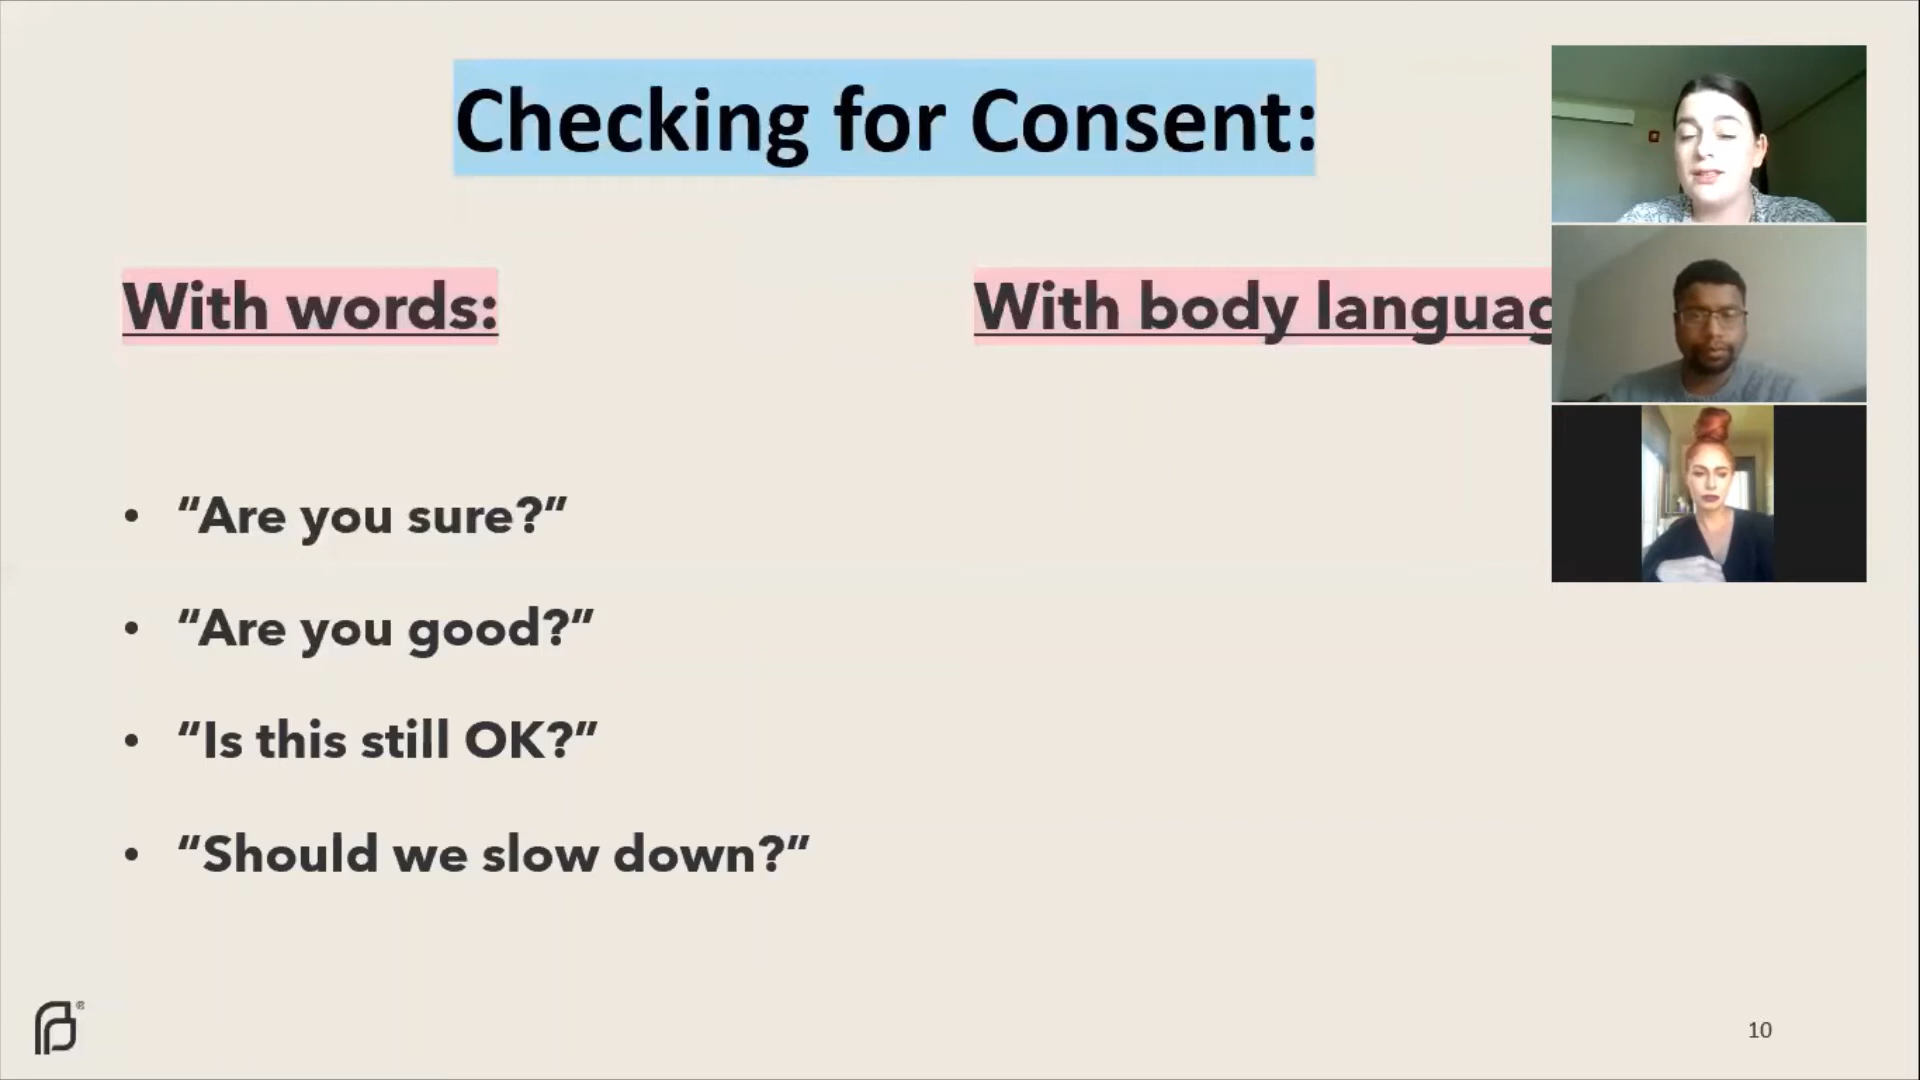 Checking for Consent:
With words:
With body languag
• “Are you sure?”
• “Are you good?”
• “Is this still OK?”
• “Should we slow down?”
®
10